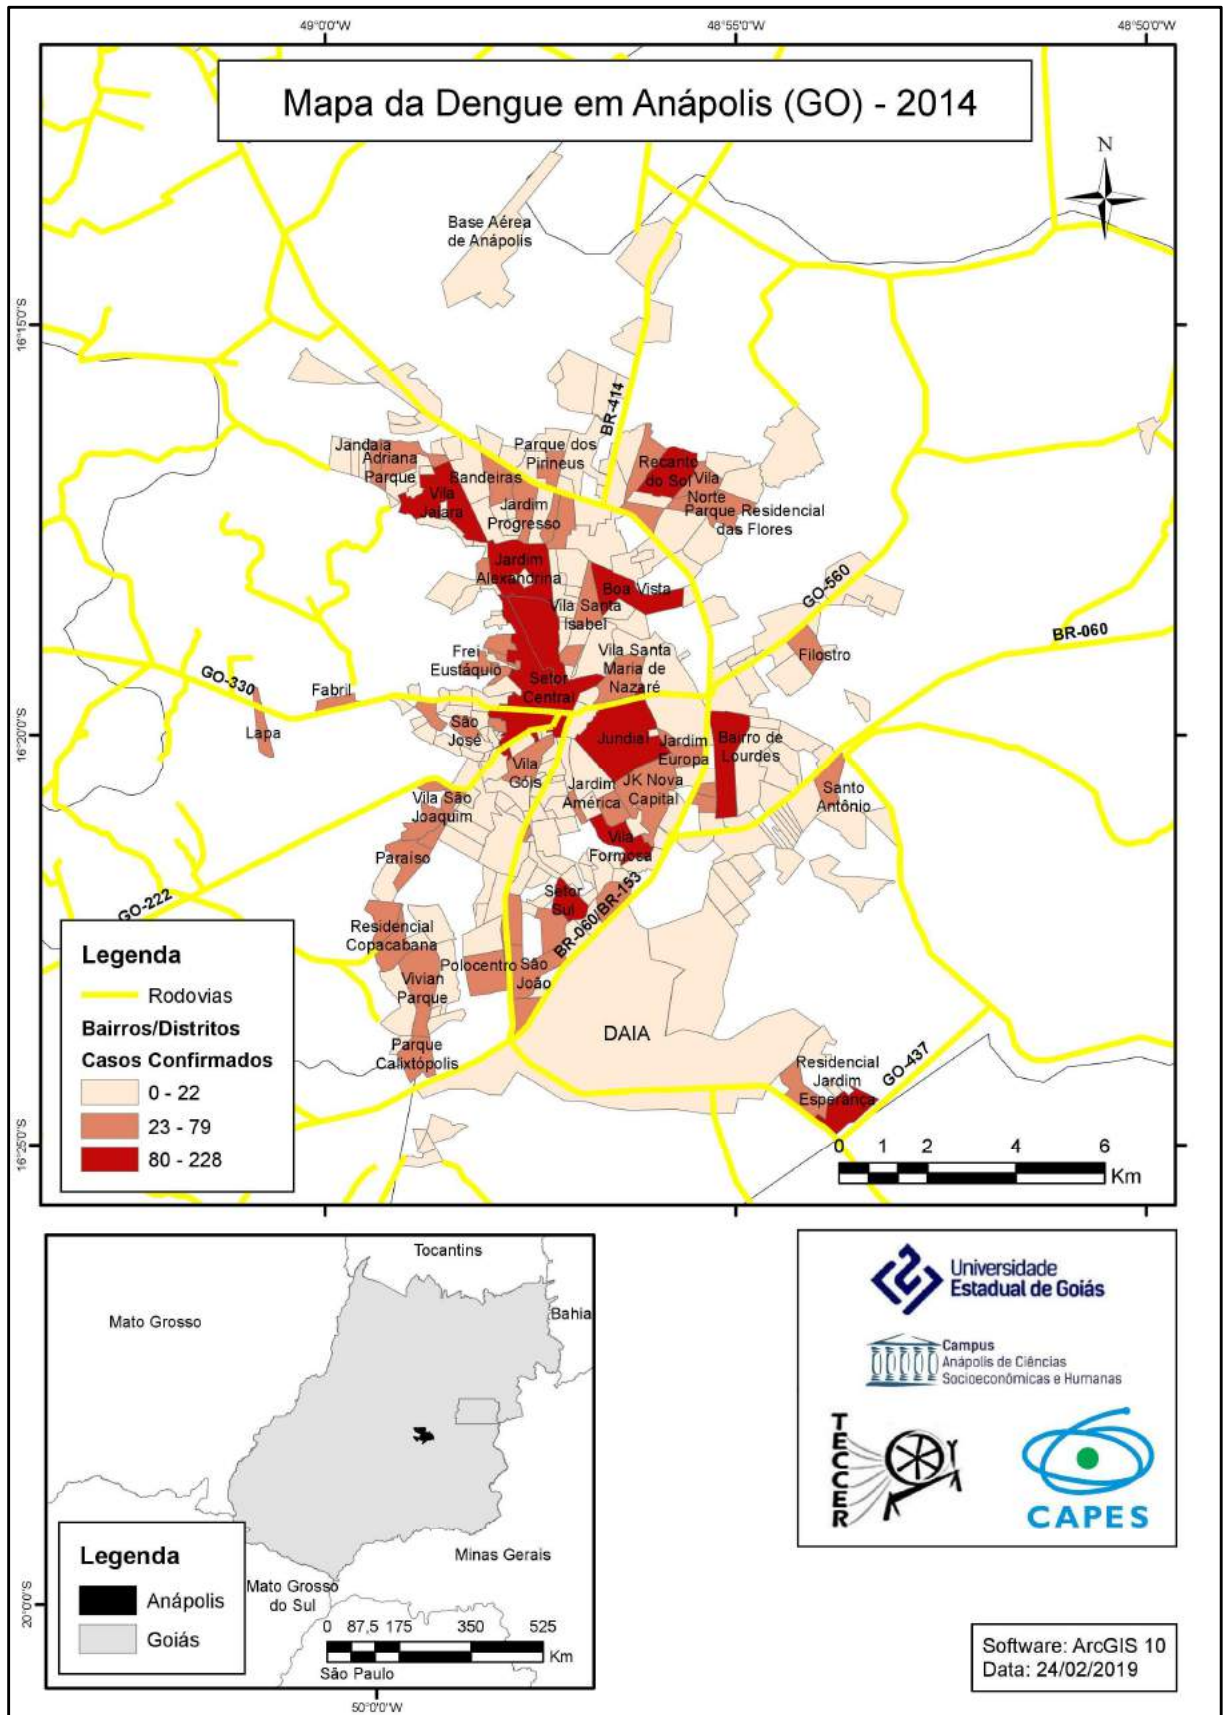 49°0'0"W
48°55'0"W
48°50'0"W
Mapa da Dengue em Anápolis (GO) - 2014
N
Base Aérea
de Anápolis
16°15'0"S
BR-414
Jandaia
Adriana
Parque
Bandeiras
Parque dos
Pirineus
Recanto
do Sol
Vila
Norte
Vila
Jaiara
Jardim
Progresso
Parque Residencial
das Flores
Jardim
Alexandrina
Boa Vista
Vila Santa
Isabel
GO-560
BR-060
Frei
Eustáquio
Vila Santa
Maria de
Nazaré
Filostro
GO-330
Fabril
Setor
Central
Lapa
16°20'0"S
São
José
Jundiaí
Jardim
Europa
Bairro de
Lourdes
Vila
Góis
Jardim
América
JK Nova
Capital
Santo
Antônio
Vila São
Joaquim
Vila
Formosa
Paraíso
GO-222
Setor
Sul
BR-060/BR-153
Residencial
Copacabana
Polocentro
São
João
Vivian
Parque
DAIA
Parque
Calixtópolis
Residencial
Jardim
Esperança
GO-437
16°25'0"S
Legenda
Rodovias
Bairros/Distritos
Casos Confirmados
0 - 22
23 - 79
80 - 228
0 1 2 4 6
Km
Tocantins
Mato Grosso
Bahia
Minas Gerais
Mato Grosso
do Sul
São Paulo
Legenda
Anápolis
Goiás
0 87,5 175 350 525
Km
20°0'0"S
50°0'0"W
Universidade
Estadual de Goiás
Campus
Anápolis de Ciências
Socioeconômicas e Humanas
TECCER
CAPES
Software: ArcGIS 10
Data: 24/02/2019